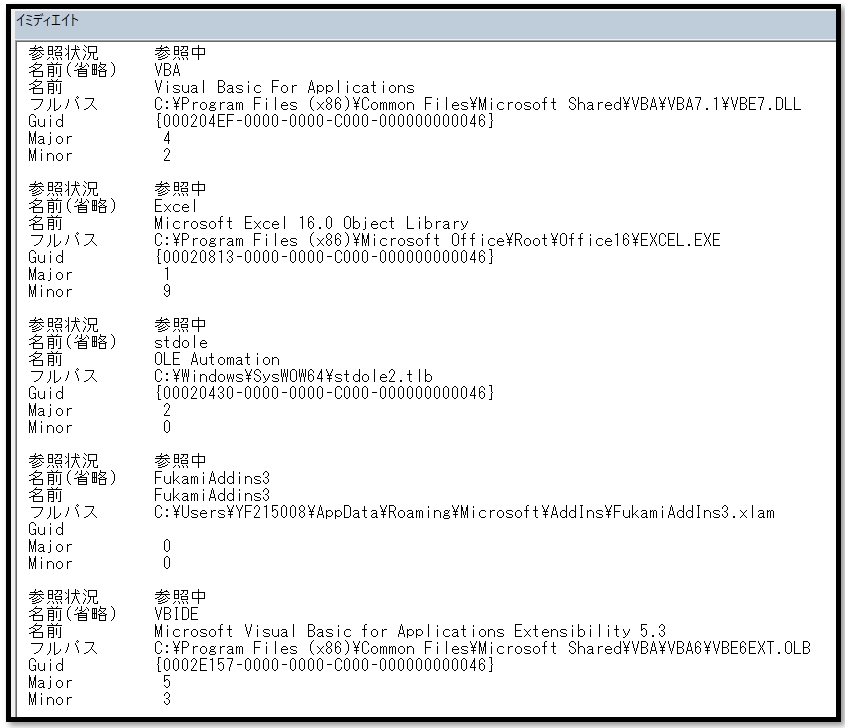 イミディエイト
参照状況 参照中
名前(省略) VBA
名前 Visual Basic For Applications
フルパス C:¥Program Files (x86)¥Common Files¥Microsoft Shared¥VBA¥VBA7.1¥VBE7.DLL
Guid {000204EF-0000-0000-C000-000000000046}
Major 4
Minor 2
参照状況 参照中
名前(省略) Excel
名前 Microsoft Excel 16.0 Object Library
フルパス C:¥Program Files (x86)¥Microsoft Office¥Root¥Office16¥EXCEL.EXE
Guid {00020813-0000-0000-C000-000000000046}
Major 1
Minor 9
参照状況 参照中
名前(省略) stdole
名前 OLE Automation
フルパス C:¥Windows¥SysWOW64¥stdole2.tlb
Guid {00020430-0000-0000-C000-000000000046}
Major 2
Minor 0
参照状況 参照中
名前(省略) FukamiAddins3
名前 FukamiAddins3
フルパス C:¥Users¥YF215008¥AppData¥Roaming¥Microsoft¥AddIns¥FukamiAddIns3.xlam
Guid
Major 0
Minor 0
参照状況 参照中
名前(省略) VBIDE
名前 Microsoft Visual Basic for Applications Extensibility 5.3
フルパス C:¥Program Files (x86)¥Common Files¥Microsoft Shared¥VBA¥VBA6¥VBE6EXT.OLB
Guid {0002E157-0000-0000-C000-000000000046}
Major 5
Minor 3